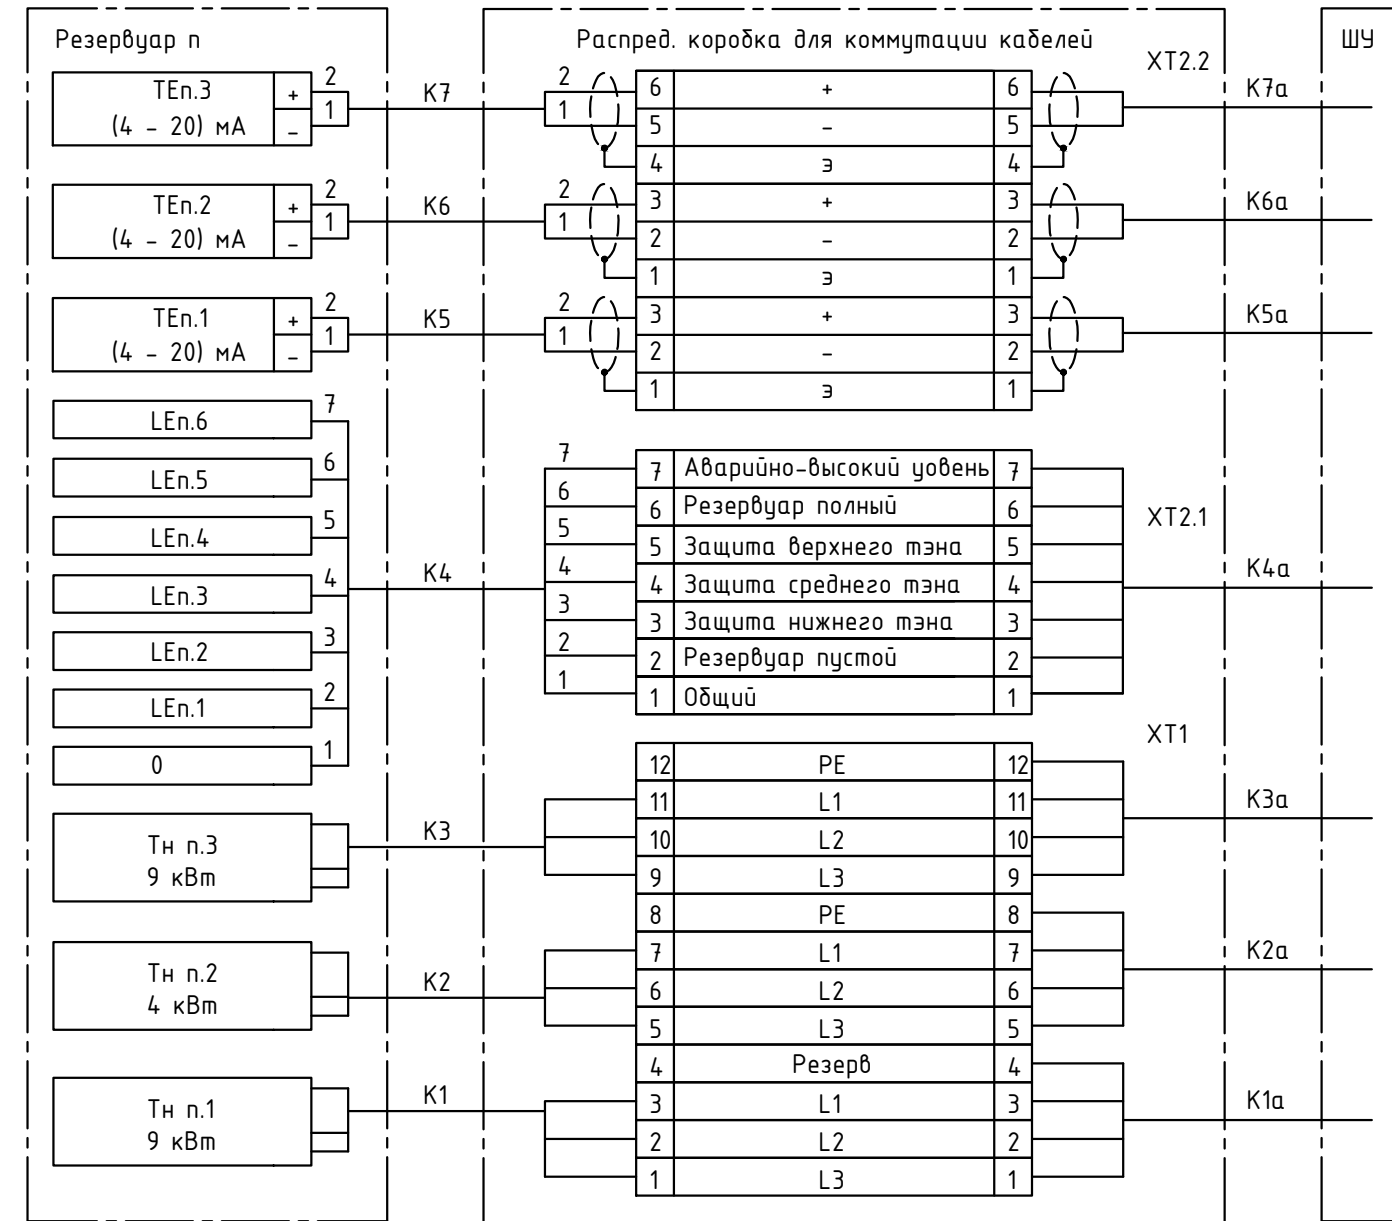 Резервуар n
Распред. коробка для коммутации кабелей
ШУ
XT2.2
TEn.3
(4 - 20) мА
+
-
2
1
K7
2
1
6
+
6
5
-
5
4
Э
4
K7a
TEn.2
(4 - 20) мА
+
-
2
1
K6
2
1
3
+
3
2
-
2
1
Э
1
K6a
TEn.1
(4 - 20) мА
+
-
2
1
K5
2
1
3
+
3
2
-
2
1
Э
1
K5a
LEn.6
7
LEn.5
6
LEn.4
5
LEn.3
4
LEn.2
3
LEn.1
2
0
1
K4
7
6
5
4
3
2
1
7 Аварийно-высокий уовень 7
6 Резервуар полный 6
5 Защита верхнего тэна 5
4 Защита среднего тэна 4
3 Защита нижнего тэна 3
2 Резервуар пустой 2
1 Общий 1
XT2.1
K4a
XT1
Тн n.3
9 кВт
K3
12 PE 12
11 L1 11
10 L2 10
9 L3 9
K3a
Тн n.2
4 кВт
K2
8 PE 8
7 L1 7
6 L2 6
5 L3 5
K2a
Тн n.1
9 кВт
K1
4 Резерв 4
3 L1 3
2 L2 2
1 L3 1
K1a